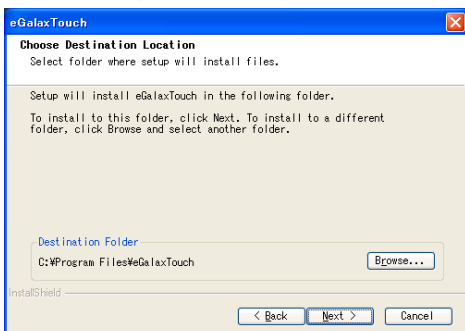 eGalaxTouch
Choose Destination Location
Select folder where setup will install files.
Setup will install eGalaxTouch in the following folder.
To install to this folder, click Next. To install to a different
folder, click Browse and select another folder.
Destination Folder
C:¥Program Files¥eGalaxTouch
Browse...
InstallShield
< Back
Next >
Cancel